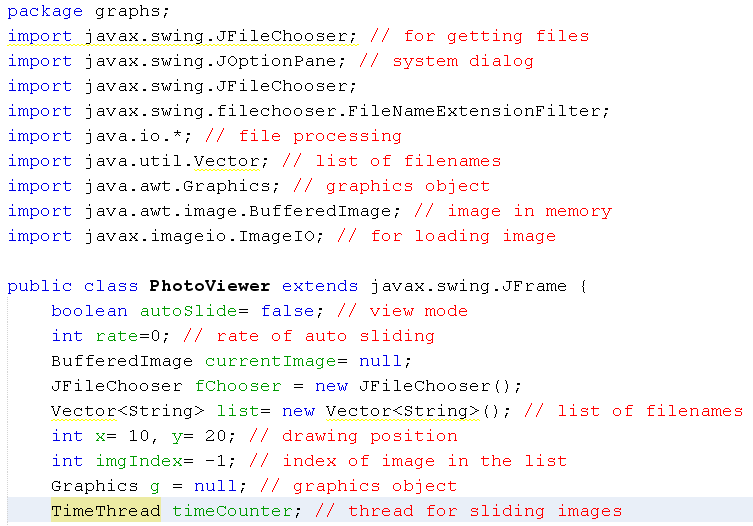 package graphs;
import javax.swing.JFileChooser; // for getting files
import javax.swing.JOptionPane; // system dialog
import javax.swing.JFileChooser;
import javax.swing.filechooser.FileNameExtensionFilter;
import java.io.*; // file processing
import java.util.Vector; // list of filenames
import java.awt.Graphics; // graphics object
import java.awt.image.BufferedImage; // image in memory
import javax.imageio.ImageIO; // for loading image
public class PhotoViewer extends javax.swing.JFrame {
boolean autoSlide= false; // view mode
int rate=0; // rate of auto sliding
BufferedImage currentImage= null;
JFileChooser fChooser = new JFileChooser();
Vector<String> list= new Vector<String>(); // list of filenames
int x= 10, y= 20; // drawing position
int imgIndex= -1; // index of image in the list
Graphics g = null; // graphics object
TimeThread timeCounter; // thread for sliding images